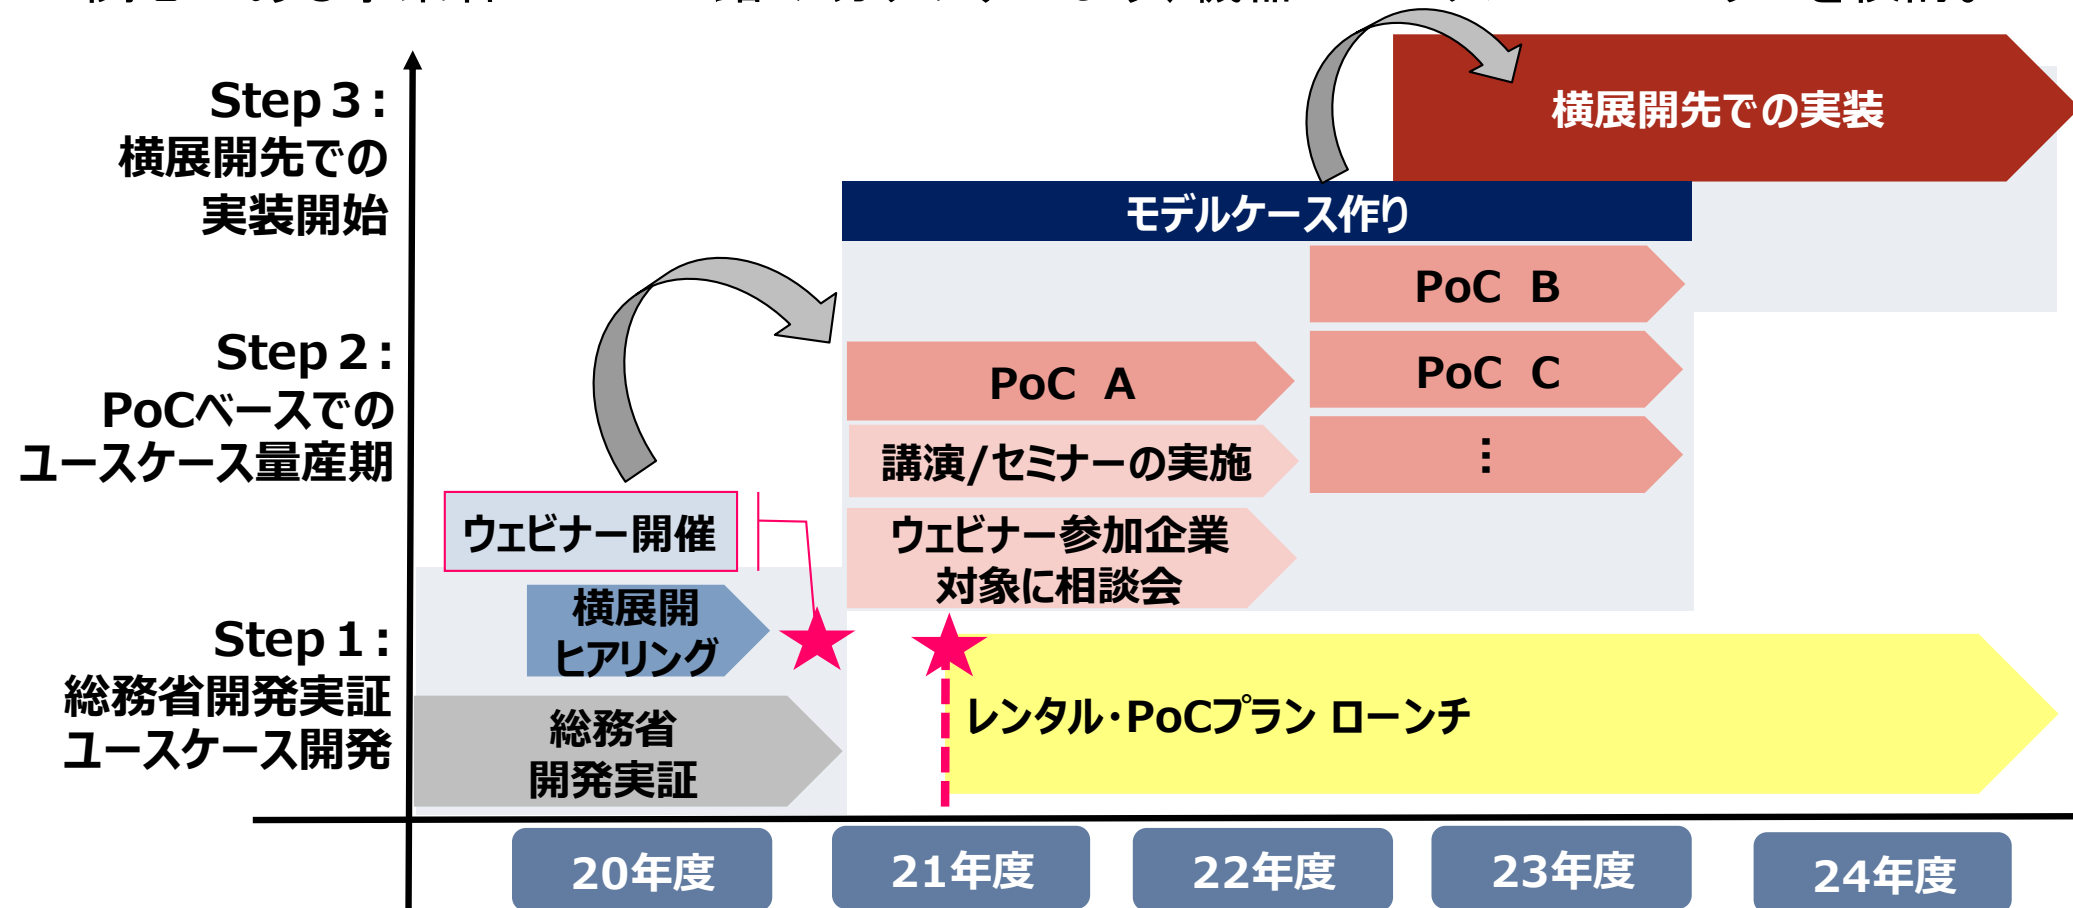 Step 3:
横展開先での
実装開始
横展開先での実装
モデルケース作り
PoC B
Step 2:
PoCベースでの
ユースケース量産期
PoC A
PoC C
講演/セミナーの実施
⋮
ウェビナー開催
ウェビナー参加企業
対象に相談会
横展開
ヒアリング
Step 1:
総務省開発実証
ユースケース開発
レンタル・PoCプラン ローンチ
総務省
開発実証
20年度
21年度
22年度
23年度
24年度